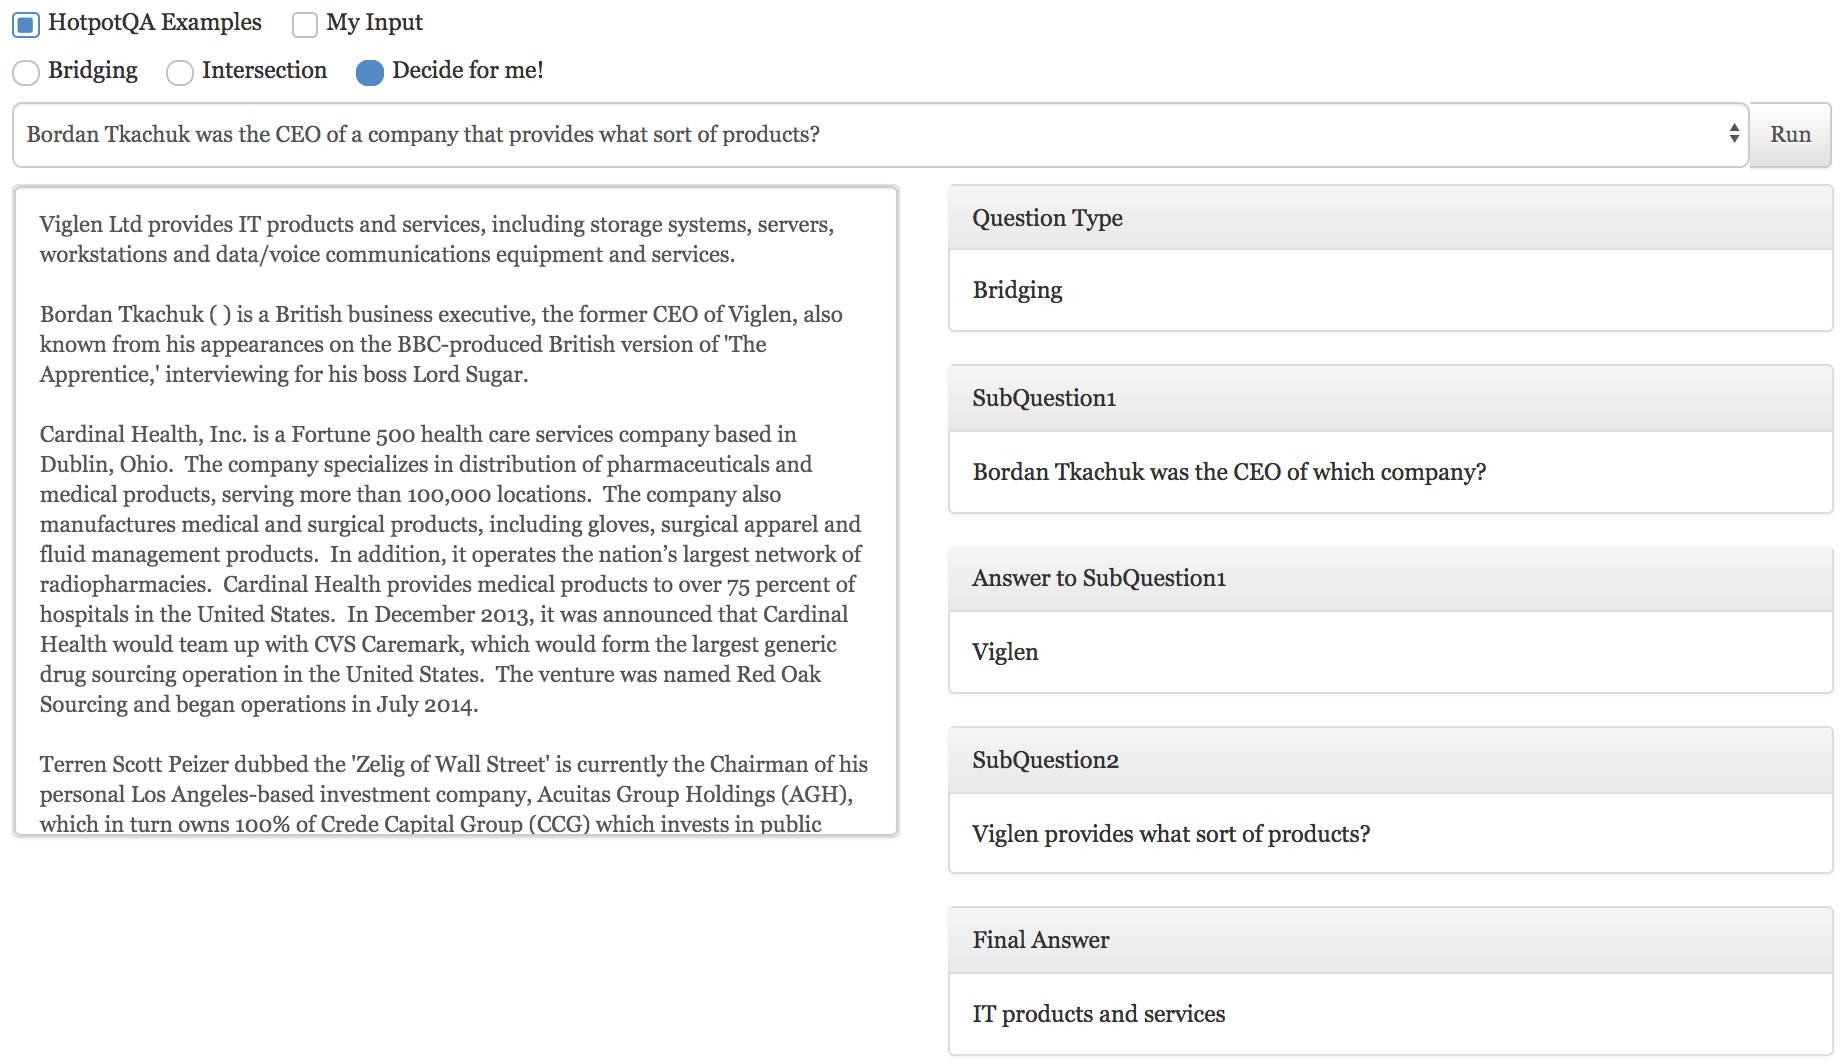 HotpotQA Examples My Input
Bridging Intersection Decide for me!
Bordan Tkachuk was the CEO of a company that provides what sort of products? Run
Viglen Ltd provides IT products and services, including storage systems, servers,
workstations and data/voice communications equipment and services.
Bordan Tkachuk ( ) is a British business executive, the former CEO of Viglen, also
known from his appearances on the BBC-produced British version of 'The
Apprentice,' interviewing for his boss Lord Sugar.
Cardinal Health, Inc. is a Fortune 500 health care services company based in
Dublin, Ohio.  The company specializes in distribution of pharmaceuticals and
medical products, serving more than 100,000 locations.  The company also
manufactures medical and surgical products, including gloves, surgical apparel and
fluid management products.  In addition, it operates the nation’s largest network of
radiopharmacies.  Cardinal Health provides medical products to over 75 percent of
hospitals in the United States.  In December 2013, it was announced that Cardinal
Health would team up with CVS Caremark, which would form the largest generic
drug sourcing operation in the United States.  The venture was named Red Oak
Sourcing and began operations in July 2014.
Terren Scott Peizer dubbed the 'Zelig of Wall Street' is currently the Chairman of his
personal Los Angeles-based investment company, Acuitas Group Holdings (AGH),
which in turn owns 100% of Crede Capital Group (CCG) which invests in public
Question Type
Bridging
SubQuestion1
Bordan Tkachuk was the CEO of which company?
Answer to SubQuestion1
Viglen
SubQuestion2
Viglen provides what sort of products?
Final Answer
IT products and services